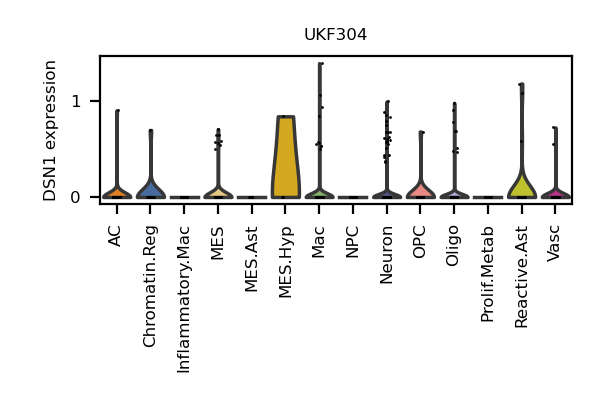 UKF304
DSN1 expression
1
0
AC
Chromatin.Reg
Inflammatory.Mac
MES
MES.Ast
MES.Hyp
Mac
NPC
Neuron
OPC
Oligo
Prolif.Metab
Reactive.Ast
Vasc